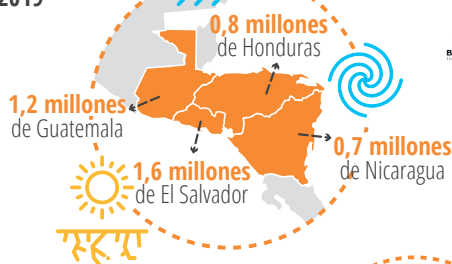 2019
0,8 millones
de Honduras
1,2 millones
de Guatemala
0,7 millones
de Nicaragua
1,6 millones
de El Salvador